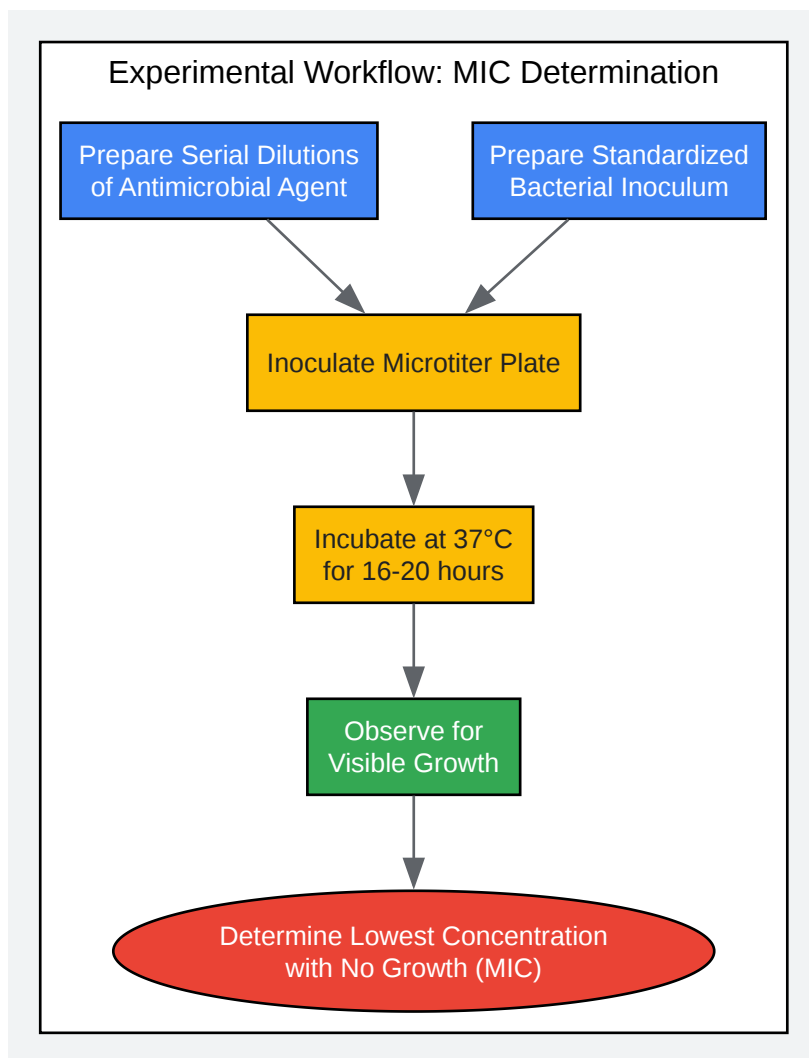 Experimental Workflow: MIC Determination
Prepare Serial Dilutions
of Antimicrobial Agent
Prepare Standardized
Bacterial Inoculum
Inoculate Microtiter Plate
Incubate at 37°C
for 16-20 hours
Observe for
Visible Growth
Determine Lowest Concentration
with No Growth (MIC)